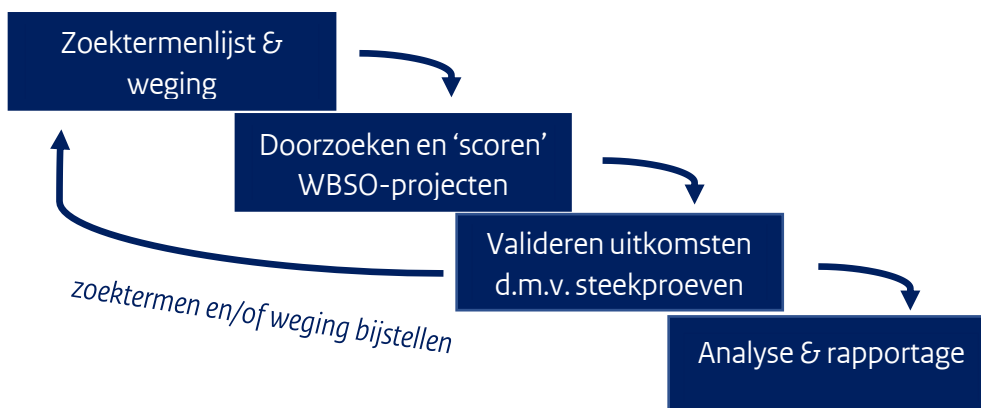 Zoektermenlijst &
weging
Doorzoeken en ‘scoren’
WBSO-projecten
Valideren uitkomsten
d.m.v. steekproeven
zoektermen en/of weging bijstellen
Analyse & rapportage